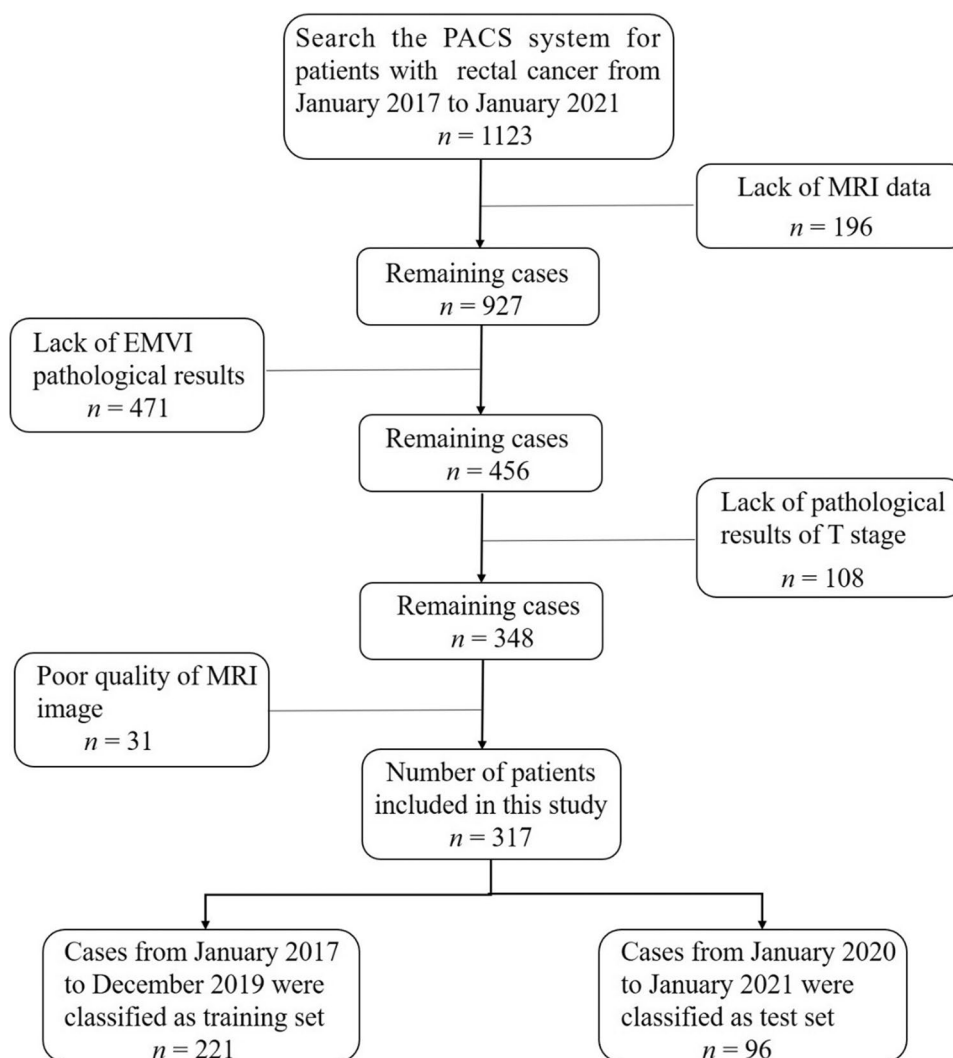 Search the PACS system for
patients with rectal cancer from
January 2017 to January 2021
n = 1123
Lack of MRI data
n = 196
Remaining cases
n = 927
Lack of EMVI
pathological results
n = 471
Remaining cases
n = 456
Lack of pathological
results of T stage
n = 108
Remaining cases
n = 348
Poor quality of MRI
image
n = 31
Number of patients
included in this study
n = 317
Cases from January 2017
to December 2019 were
classified as training set
n = 221
Cases from January 2020
to January 2021 were
classified as test set
n = 96